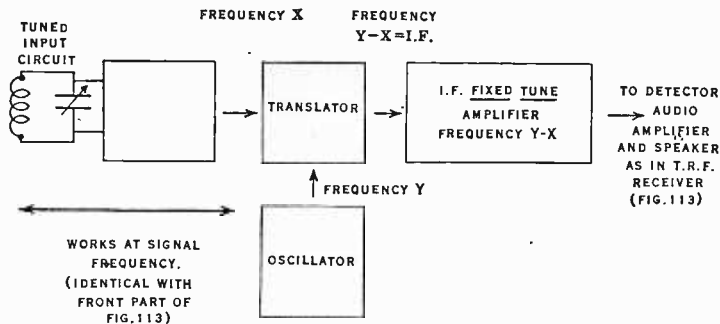 FREQUENCY X
FREQUENCY
Y-X=I.F.
TUNED
INPUT
CIRCUIT
TRANSLATOR
I.F. FIXED TUNE
AMPLIFIER
FREQUENCY Y-X
TO DETECTOR
AUDIO
AMPLIFIER
AND SPEAKER
AS IN T.R.F.
RECEIVER
(FIG.113)
FREQUENCY Y
OSCILLATOR
WORKS AT SIGNAL
FREQUENCY.
(IDENTICAL WITH
FRONT PART OF
FIG.113)